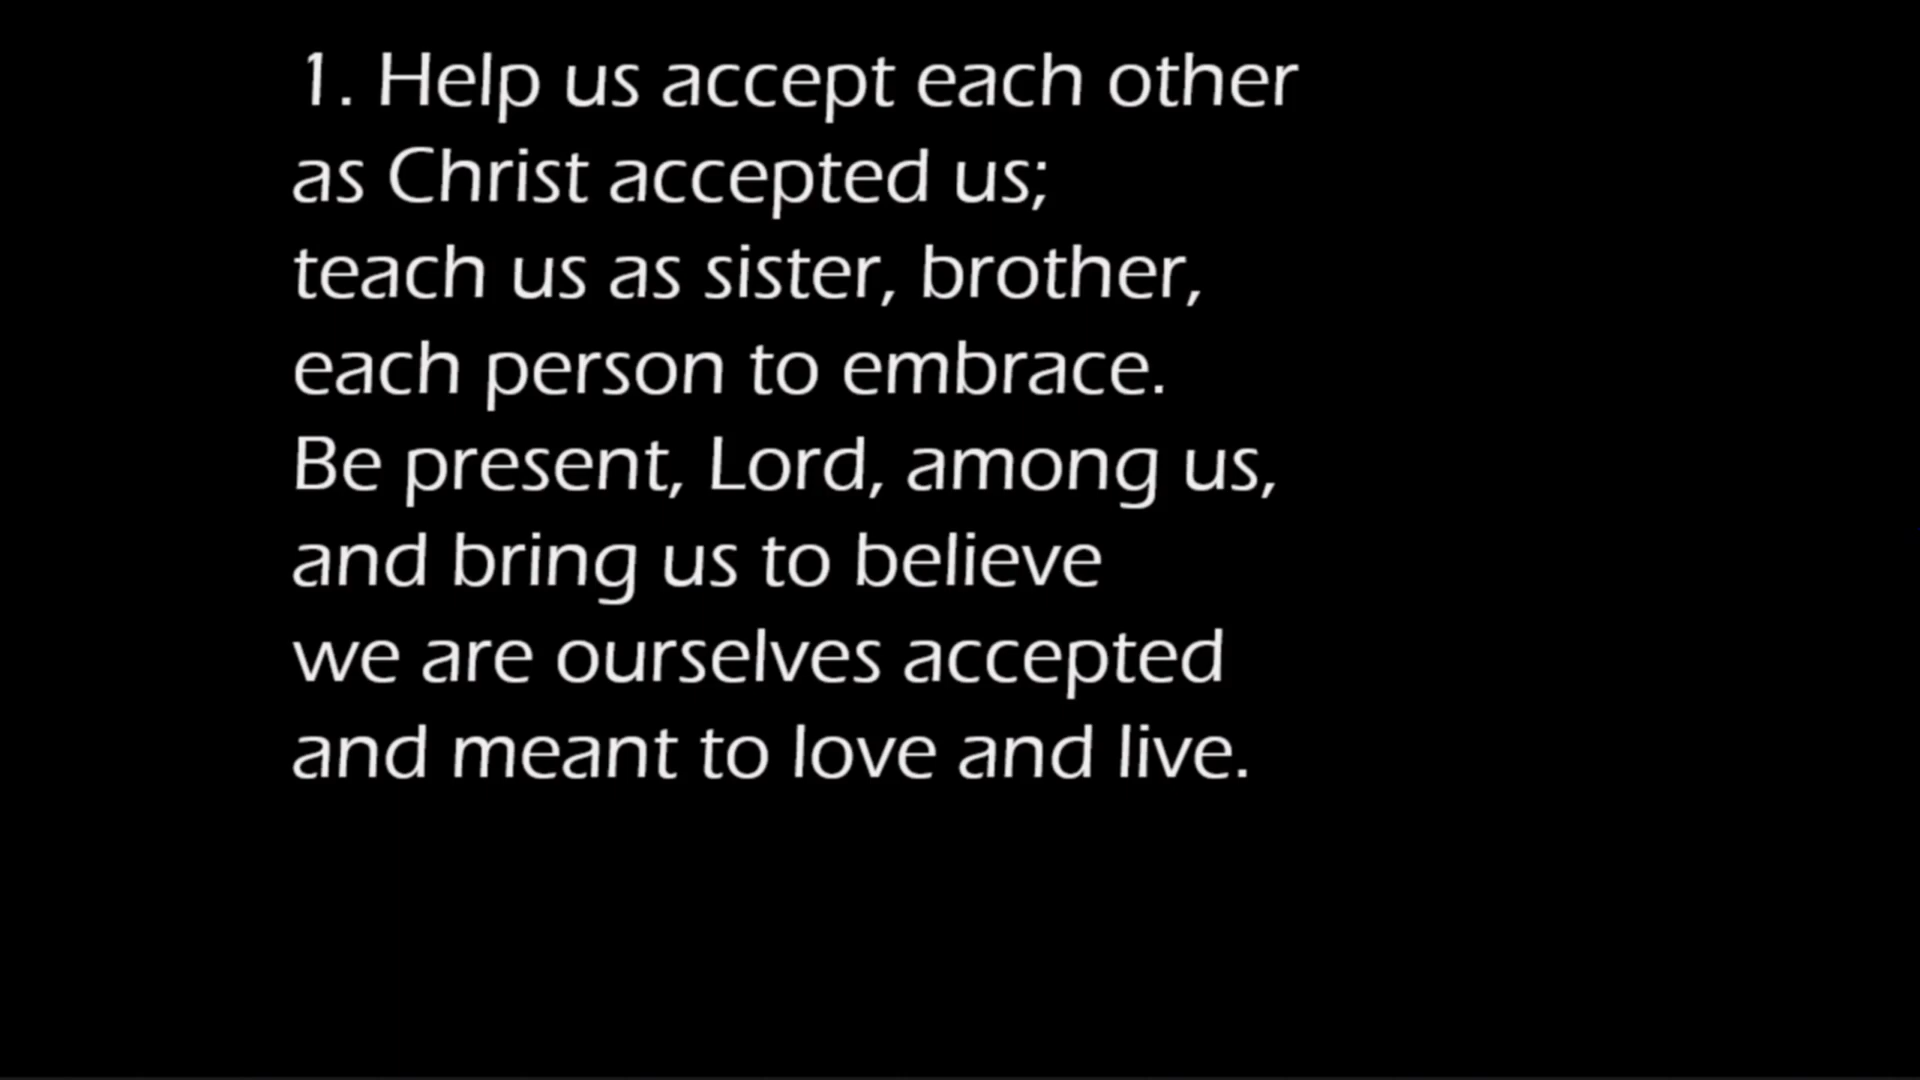 1. Help us accept each other
as Christ accepted us;
teach us as sister, brother,
each person to embrace.
Be present, Lord, among us,
and bring us to believe
we are ourselves accepted
and meant to love and live.